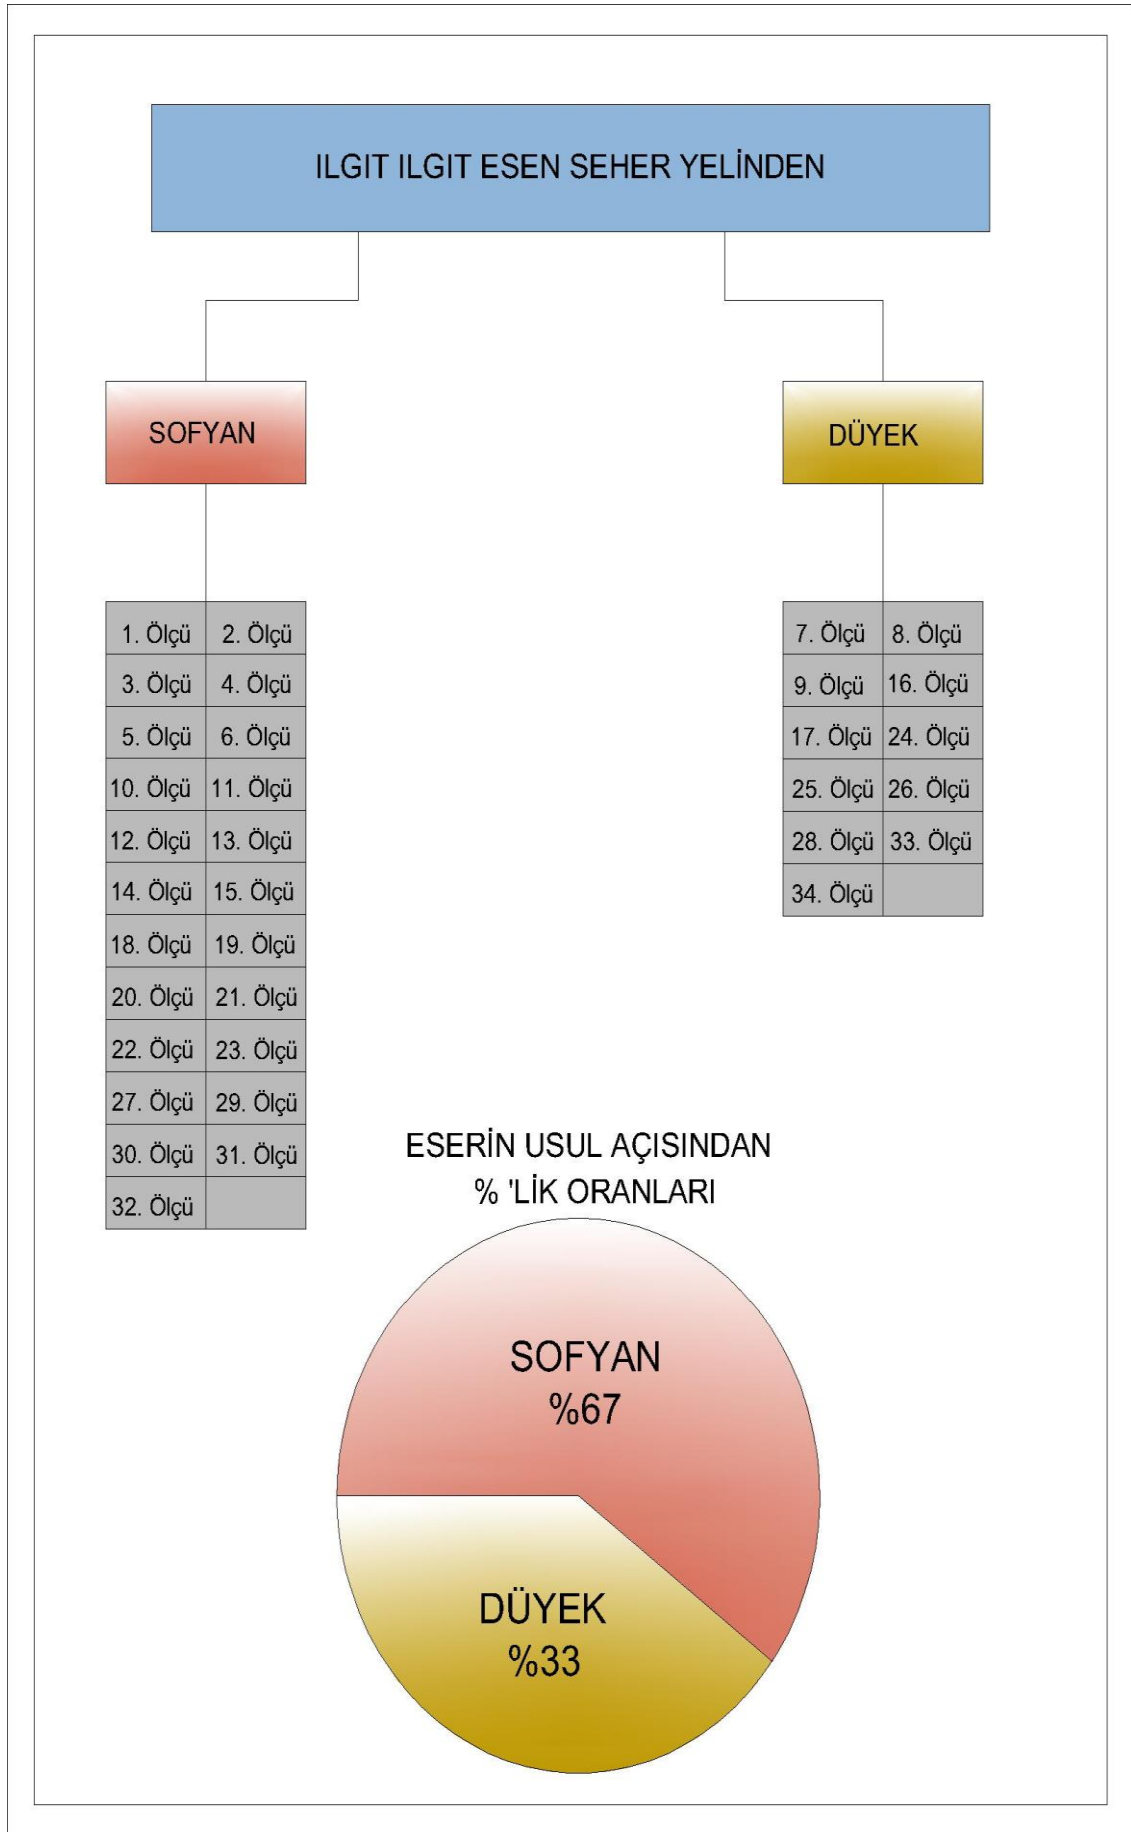 ILGIT ILGIT ESEN SEHER YELİNDEN
SOFYAN
DÜYEK
1. Ölçü 2. Ölçü
3. Ölçü 4. Ölçü
5. Ölçü 6. Ölçü
10. Ölçü 11. Ölçü
12. Ölçü 13. Ölçü
14. Ölçü 15. Ölçü
18. Ölçü 19. Ölçü
20. Ölçü 21. Ölçü
22. Ölçü 23. Ölçü
27. Ölçü 29. Ölçü
30. Ölçü 31. Ölçü
32. Ölçü
7. Ölçü 8. Ölçü
9. Ölçü 16. Ölçü
17. Ölçü 24. Ölçü
25. Ölçü 26. Ölçü
28. Ölçü 33. Ölçü
34. Ölçü
ESERİN USUL AÇISINDAN
% 'LİK ORANLARI
SOFYAN
%67
DÜYEK
%33